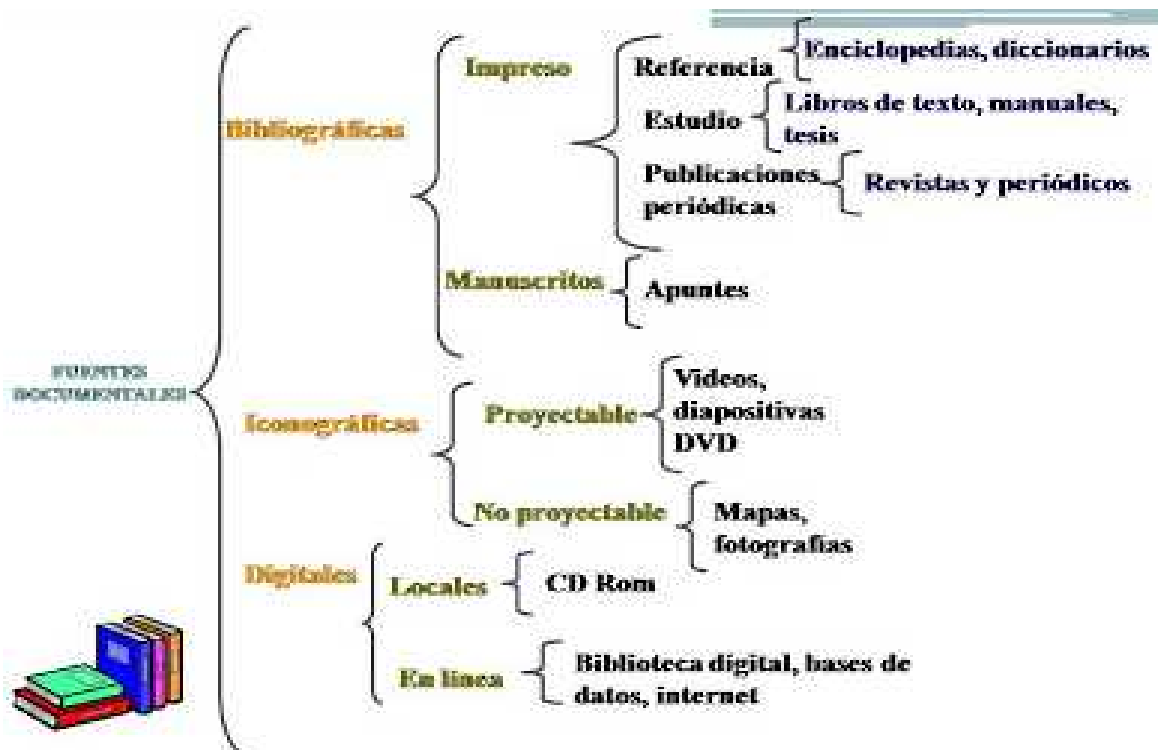 Impreso
Referencia
Enciclopedias, diccionarios
Bibliográficas
Estudio
Libros de texto, manuales,
tesis
Publicaciones
periódicas
Revistas y periódicos
Manuscritos
Apuntes
FUENTES
DOCUMENTALES
Iconográficas
Proyectable
Videos,
diapositivas
DVD
No proyectable
Mapas,
fotografías
Digitales
Locales
CD Rom
En línea
Biblioteca digital, bases de
datos, internet